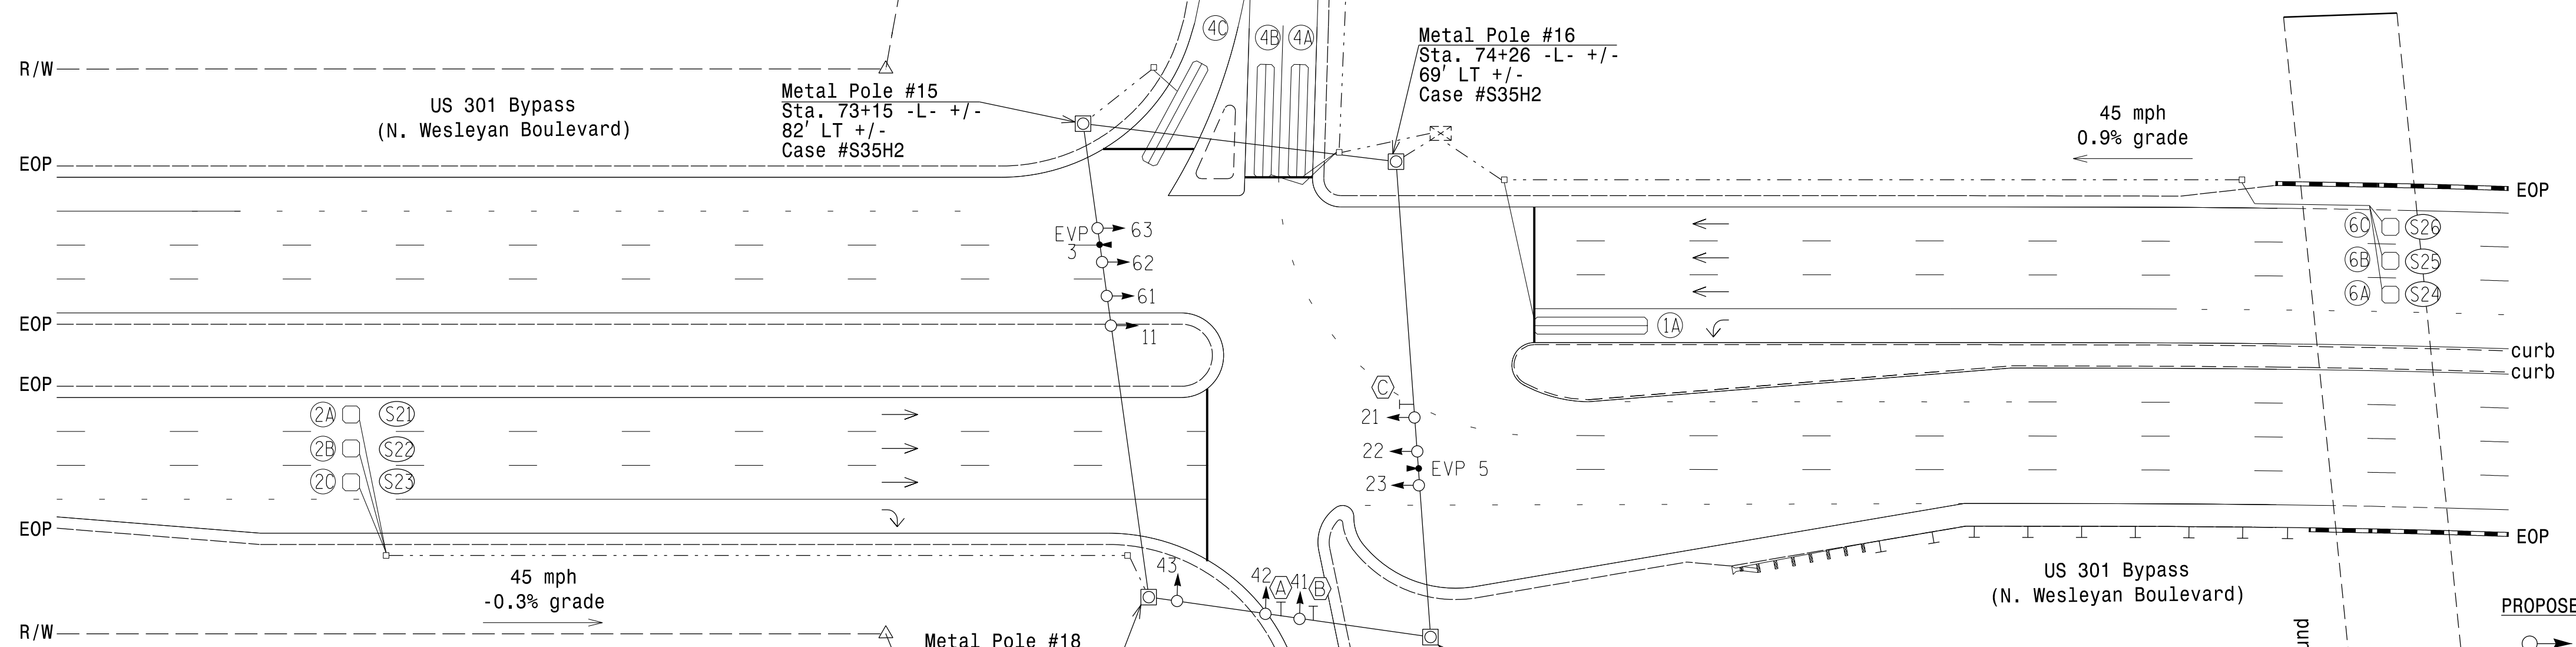 4C
4B
4A
Metal Pole #16
Sta. 74+26 -L- +/-
69' LT +/-
Case #S35H2
R/W
US 301 Bypass
(N. Wesleyan Boulevard)
Metal Pole #15
Sta. 73+15 -L- +/-
82' LT +/-
Case #S35H2
45 mph
0.9% grade
EOP
EOP
EVP
3
63
62
61
11
6C
S26
6B
S25
6A
S24
1A
EOP
curb
curb
EOP
C
2A
S21
21
2B
S22
22
EVP 5
2C
S23
23
EOP
EOP
45 mph
-0.3% grade
43
42
A
41
B
US 301 Bypass
(N. Wesleyan Boulevard)
PROPOSE
R/W
Metal Pole #18
und